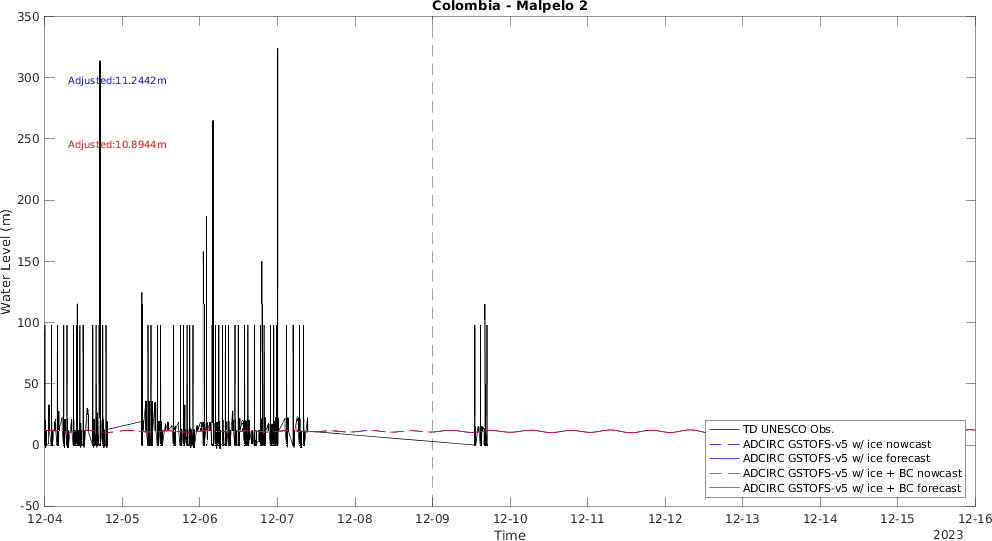 Colombia - Malpelo 2
350
300
250
200
150
100
50
0
-50
Water Level (m)
Adjusted:11.2442m
Adjusted:10.8944m
TD UNESCO Obs.
ADCIRC GSTOFS-v5 w/ ice nowcast
ADCIRC GSTOFS-v5 w/ ice forecast
ADCIRC GSTOFS-v5 w/ ice + BC nowcast
ADCIRC GSTOFS-v5 w/ ice + BC forecast
12-04 12-05 12-06 12-07 12-08 12-09 12-10 12-11 12-12 12-13 12-14 12-15 12-16
Time
2023